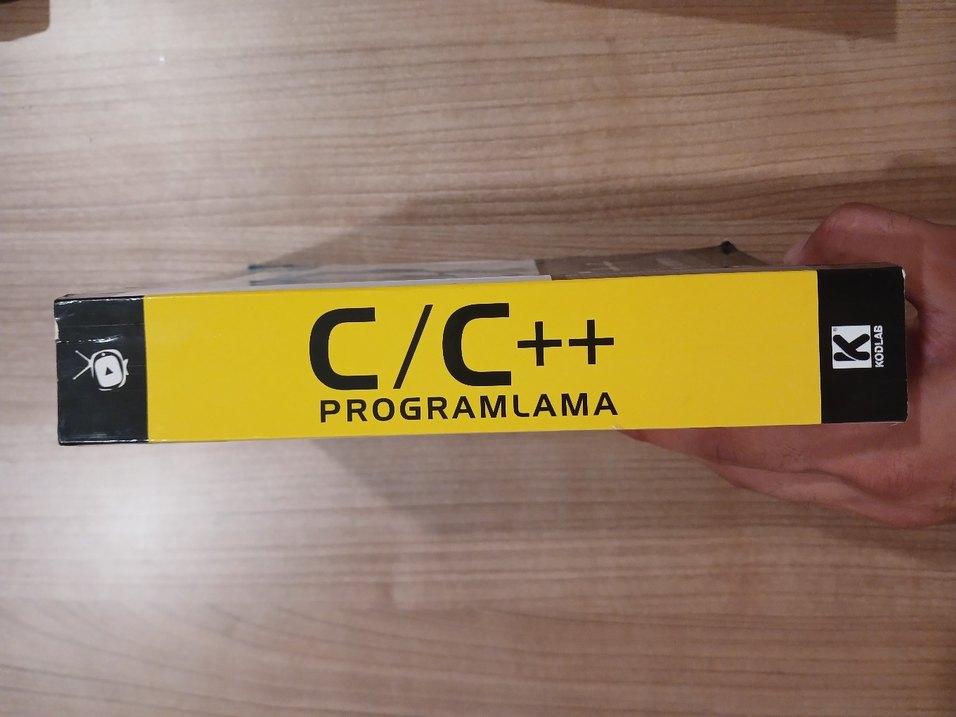 C/C++
PROGRAMLAMA
K
KODLAB